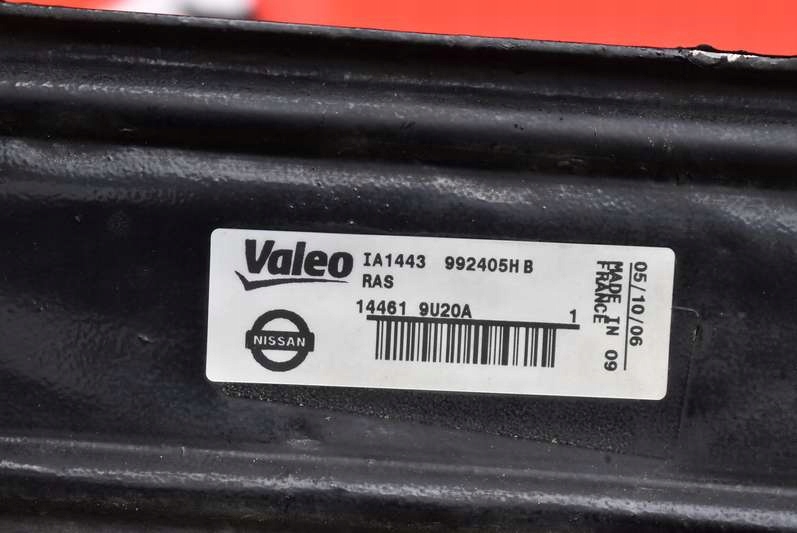 Valeo
IA1443 992405H B
RAS
14461 9U20A 1
NISSAN
05/10/06
MADE IN 09
FRANCE